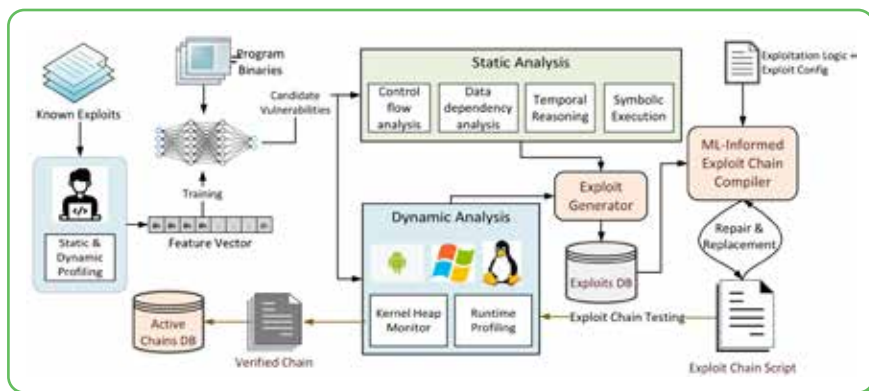 Known Exploits
Static &
Dynamic
Profiling
Program
Binaries
Training
Feature Vector
Candidate
Vulnerabilities
Static Analysis
Control
flow
analysis
Data
dependency
analysis
Temporal
Reasoning
Symbolic
Execution
Exploitation Logic =
Exploit Config
ML-Informed
Exploit Chain
Compiler
Exploit
Generator
Exploits DB
Repair &
Replacement
Dynamic Analysis
Kernel Heap
Monitor
Runtime
Profiling
Exploit Chain Testing
Exploit Chain Script
Verified Chain
Active
Chains DB